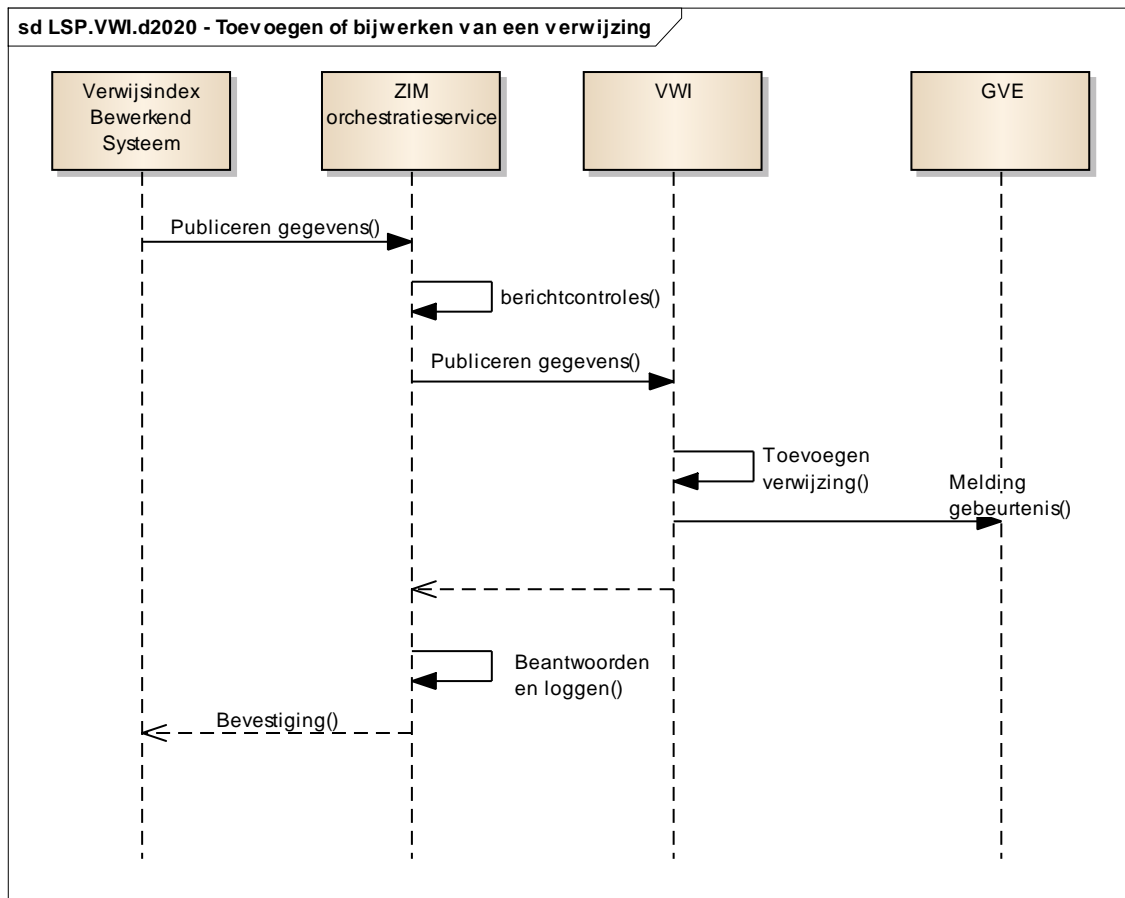 sd LSP.VWI.d2020 - Toevoegen of bijwerken van een verwijzing
Verwijsindex
Bewerkend
Systeem
ZIM
orchestratieservice
VWI
GVE
Publiceren gegevens()
berichtcontroles()
Publiceren gegevens()
Toevoegen
verwijzing()
Melding
gebeurtenis()
Beantwoorden
en loggen()
Bevestiging()